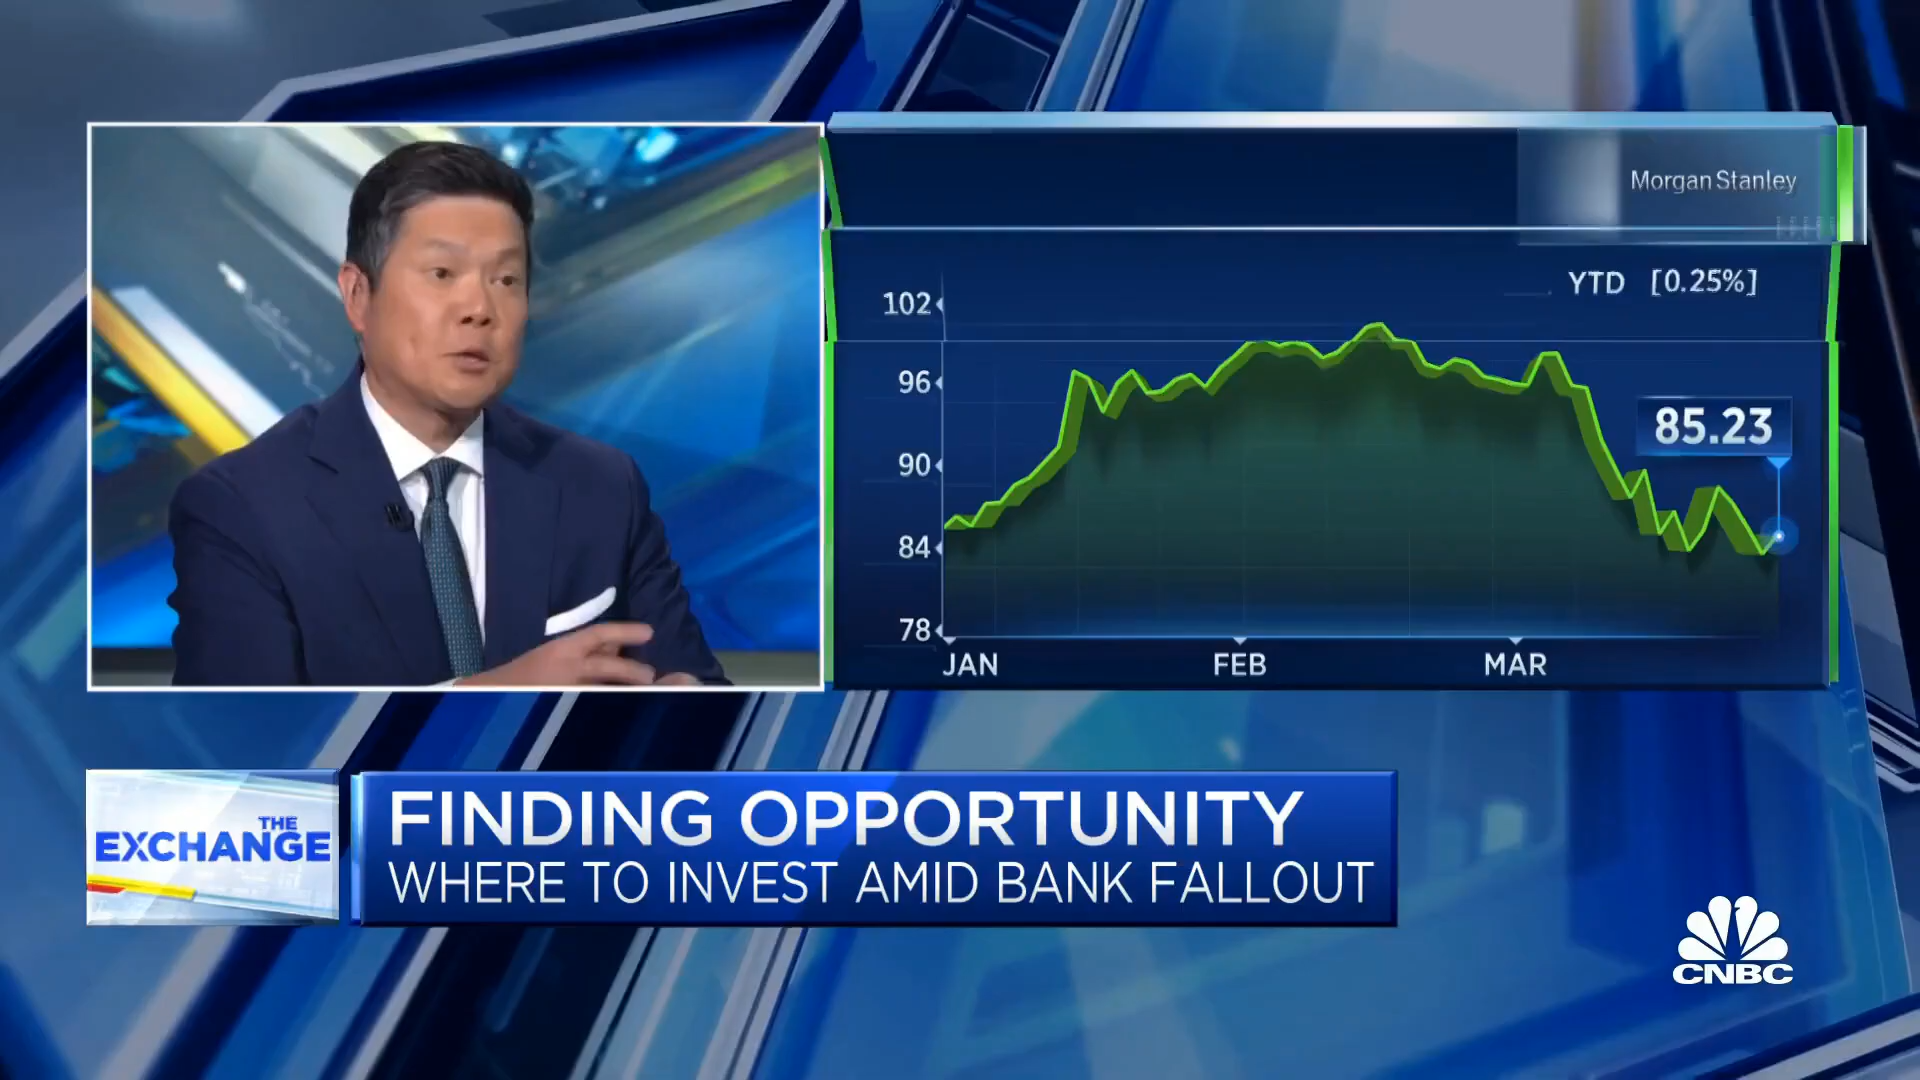 Morgan Stanley
YTD [0.25%]
102
96
90
84
78
85.23
JAN FEB MAR
THE
EXCHANGE
FINDING OPPORTUNITY
WHERE TO INVEST AMID BANK FALLOUT
CNBC